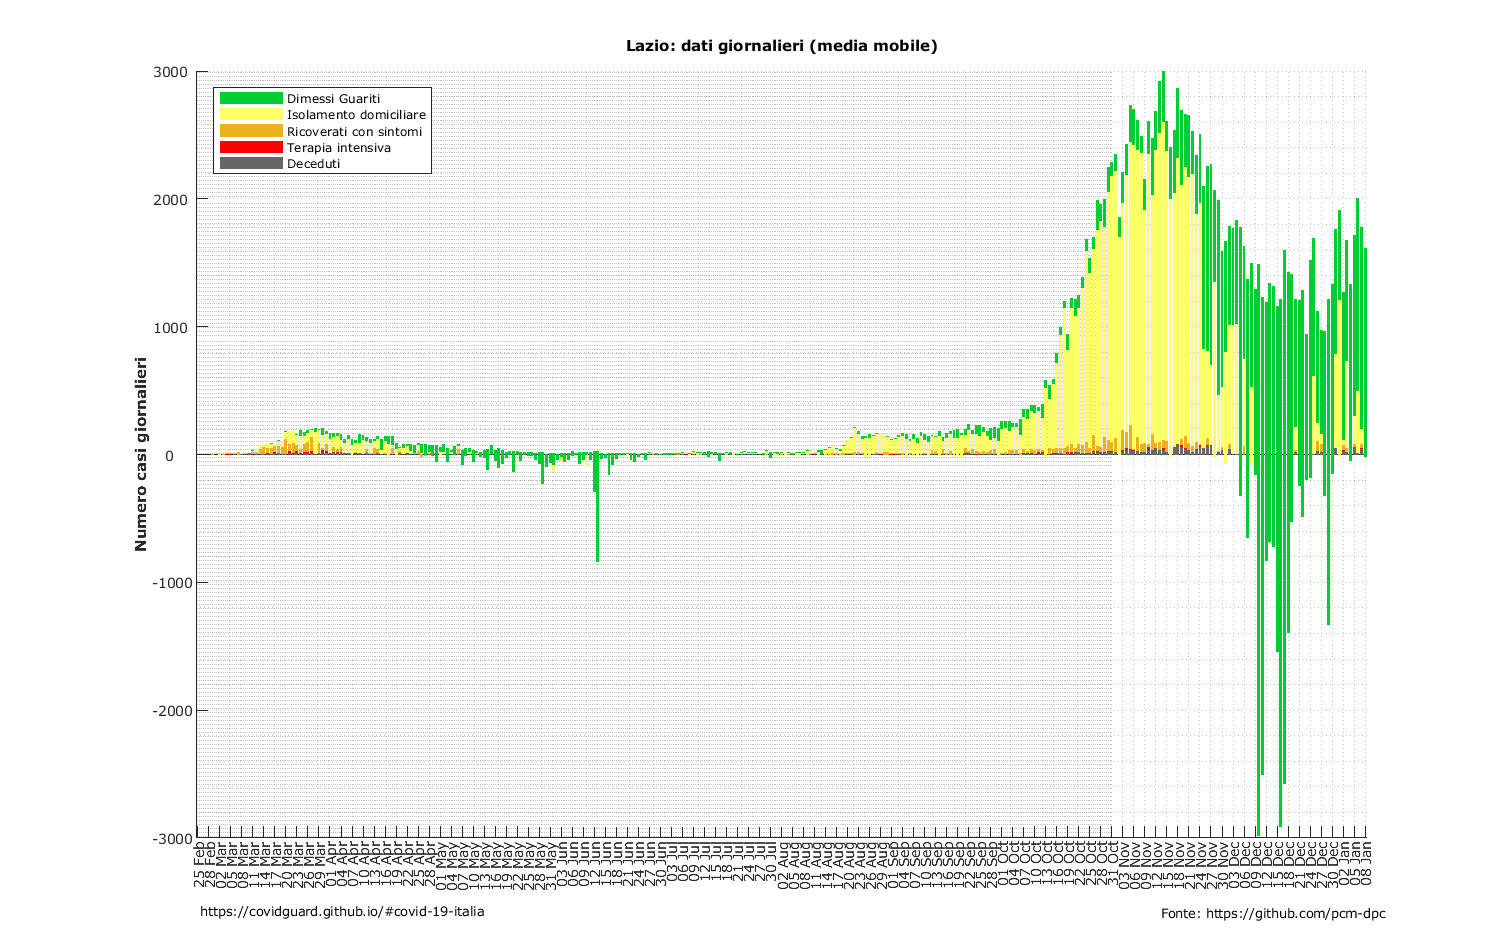 Lazio: dati giornalieri (media mobile)
Dimessi Guariti
Isolamento domiciliare
Ricoverati con sintomi
Terapia intensiva
Deceduti
Numero casi giornalieri
3000
2000
1000
0
-1000
-2000
-3000
25 Feb
28 Feb
02 Mar
05 Mar
08 Mar
11 Mar
14 Mar
17 Mar
20 Mar
23 Mar
26 Mar
29 Mar
01 Apr
04 Apr
07 Apr
10 Apr
13 Apr
16 Apr
19 Apr
22 Apr
25 Apr
28 Apr
01 May
04 May
07 May
10 May
13 May
16 May
19 May
22 May
25 May
28 May
31 May
03 Jun
06 Jun
09 Jun
12 Jun
15 Jun
18 Jun
21 Jun
24 Jun
27 Jun
30 Jun
03 Jul
06 Jul
09 Jul
12 Jul
15 Jul
18 Jul
21 Jul
24 Jul
27 Jul
30 Jul
02 Aug
05 Aug
08 Aug
11 Aug
14 Aug
17 Aug
20 Aug
23 Aug
26 Aug
29 Aug
01 Sep
04 Sep
07 Sep
10 Sep
13 Sep
16 Sep
19 Sep
22 Sep
25 Sep
28 Sep
01 Oct
04 Oct
07 Oct
10 Oct
13 Oct
16 Oct
19 Oct
22 Oct
25 Oct
28 Oct
31 Oct
03 Nov
06 Nov
09 Nov
12 Nov
15 Nov
18 Nov
21 Nov
24 Nov
27 Nov
30 Nov
03 Dec
06 Dec
09 Dec
12 Dec
15 Dec
18 Dec
21 Dec
24 Dec
27 Dec
30 Dec
02 Jan
05 Jan
08 Jan
https://covidguard.github.io/#covid-19-italia
Fonte: https://github.com/pcm-dpc